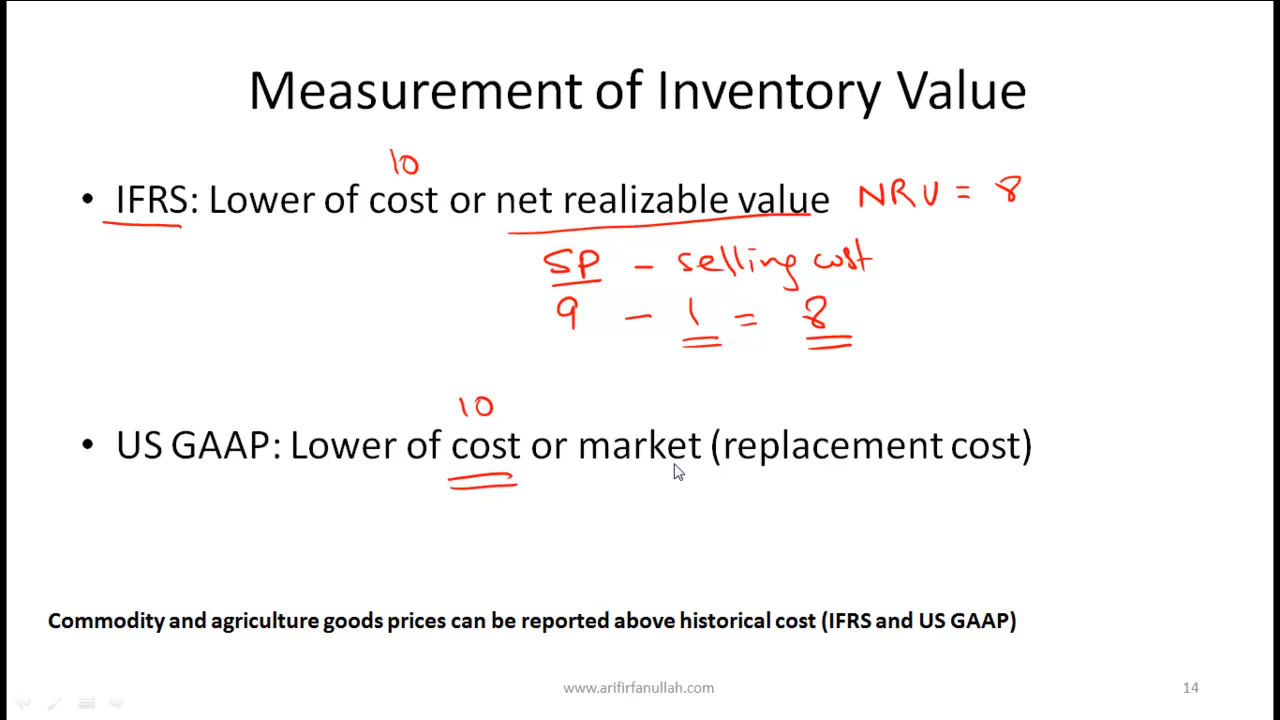 Measurement of Inventory Value
10
• IFRS: Lower of cost or net realizable value NRV = 8
SP - selling cost
9 - 1 = 8
10
• US GAAP: Lower of cost or market (replacement cost)
Commodity and agriculture goods prices can be reported above historical cost (IFRS and US GAAP)
www.arifirfanullah.com 14